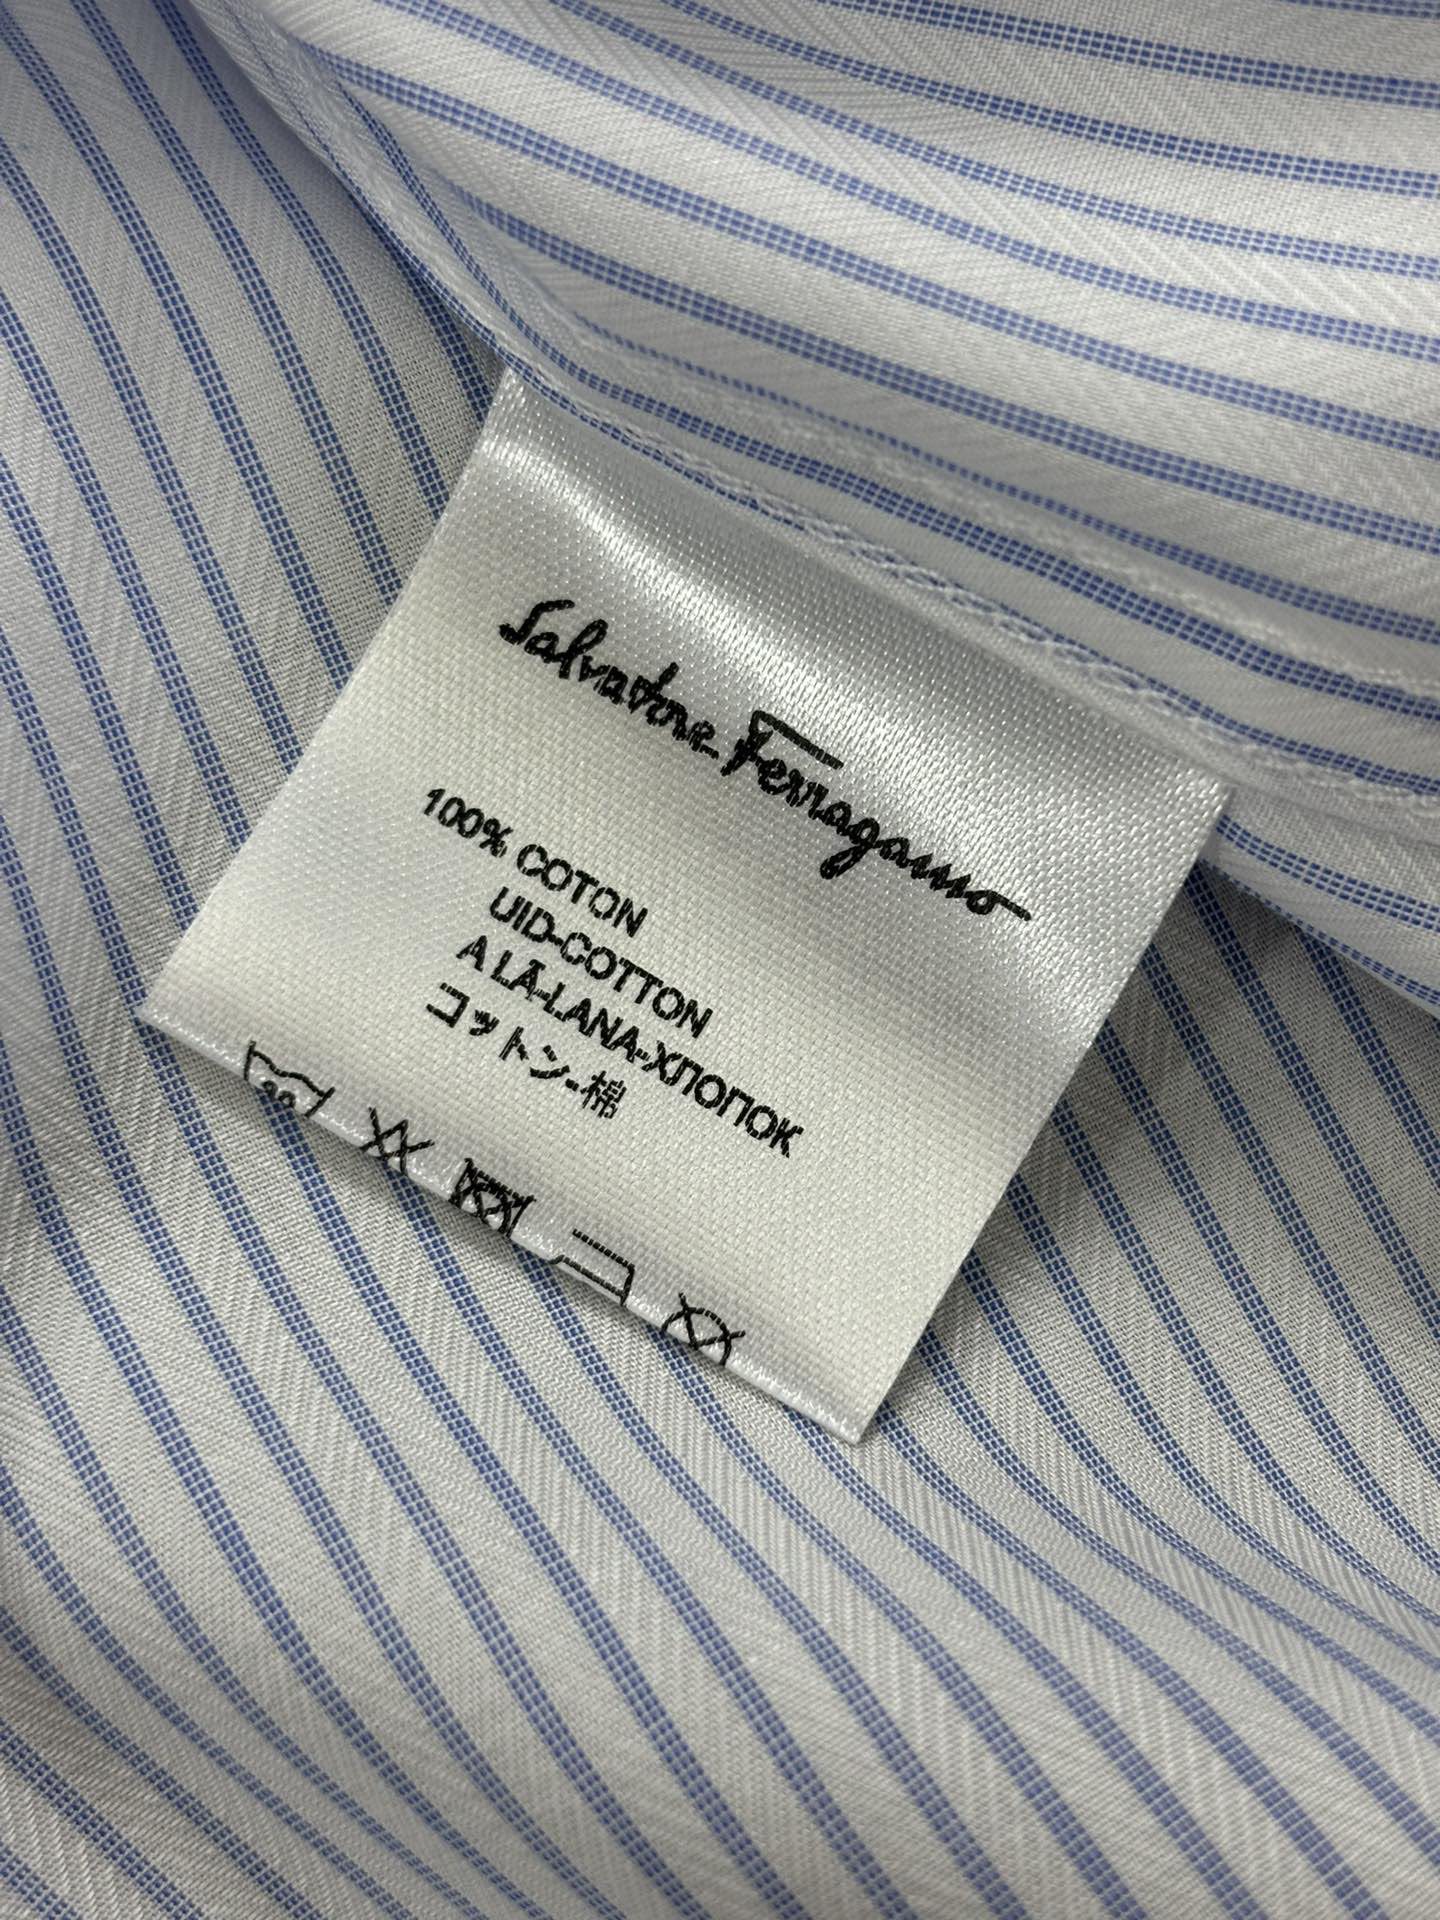 Salvatore Ferragamo
100% COTON
UID-COTTON
A LÃ-LANA-ХЛОПОК
コットン-棉